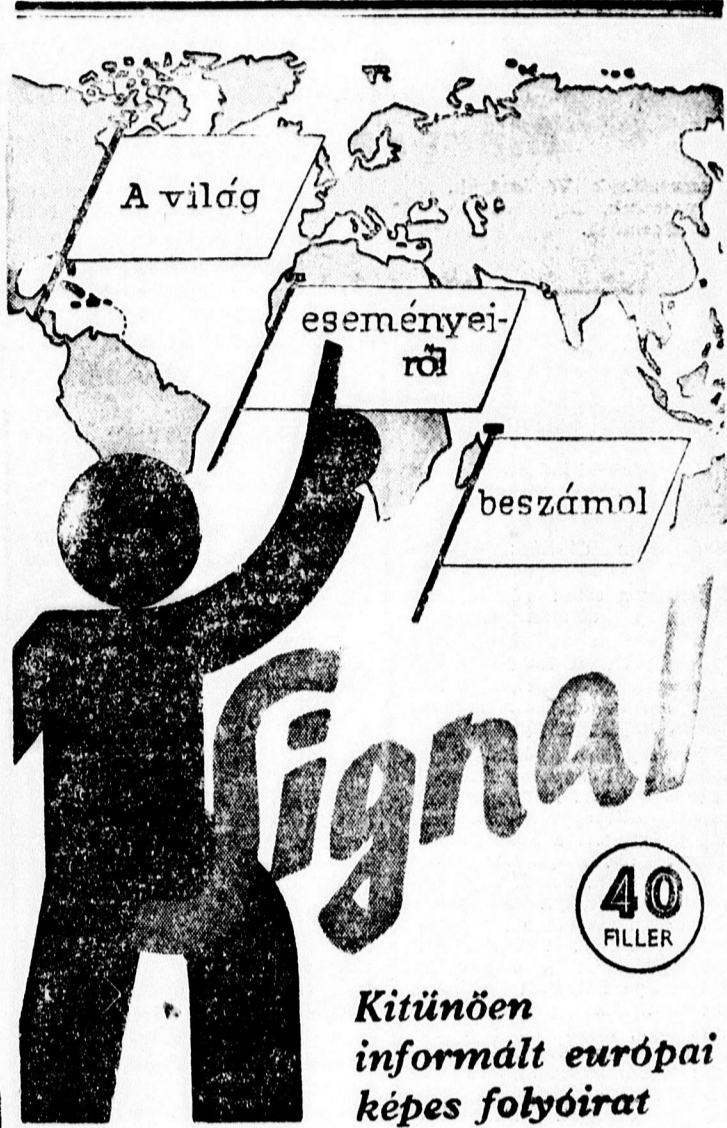 A világ
eseményei-
ről
beszámol
Signal
40
FILLER
Kitünöen
informált európai
képes folyóirat